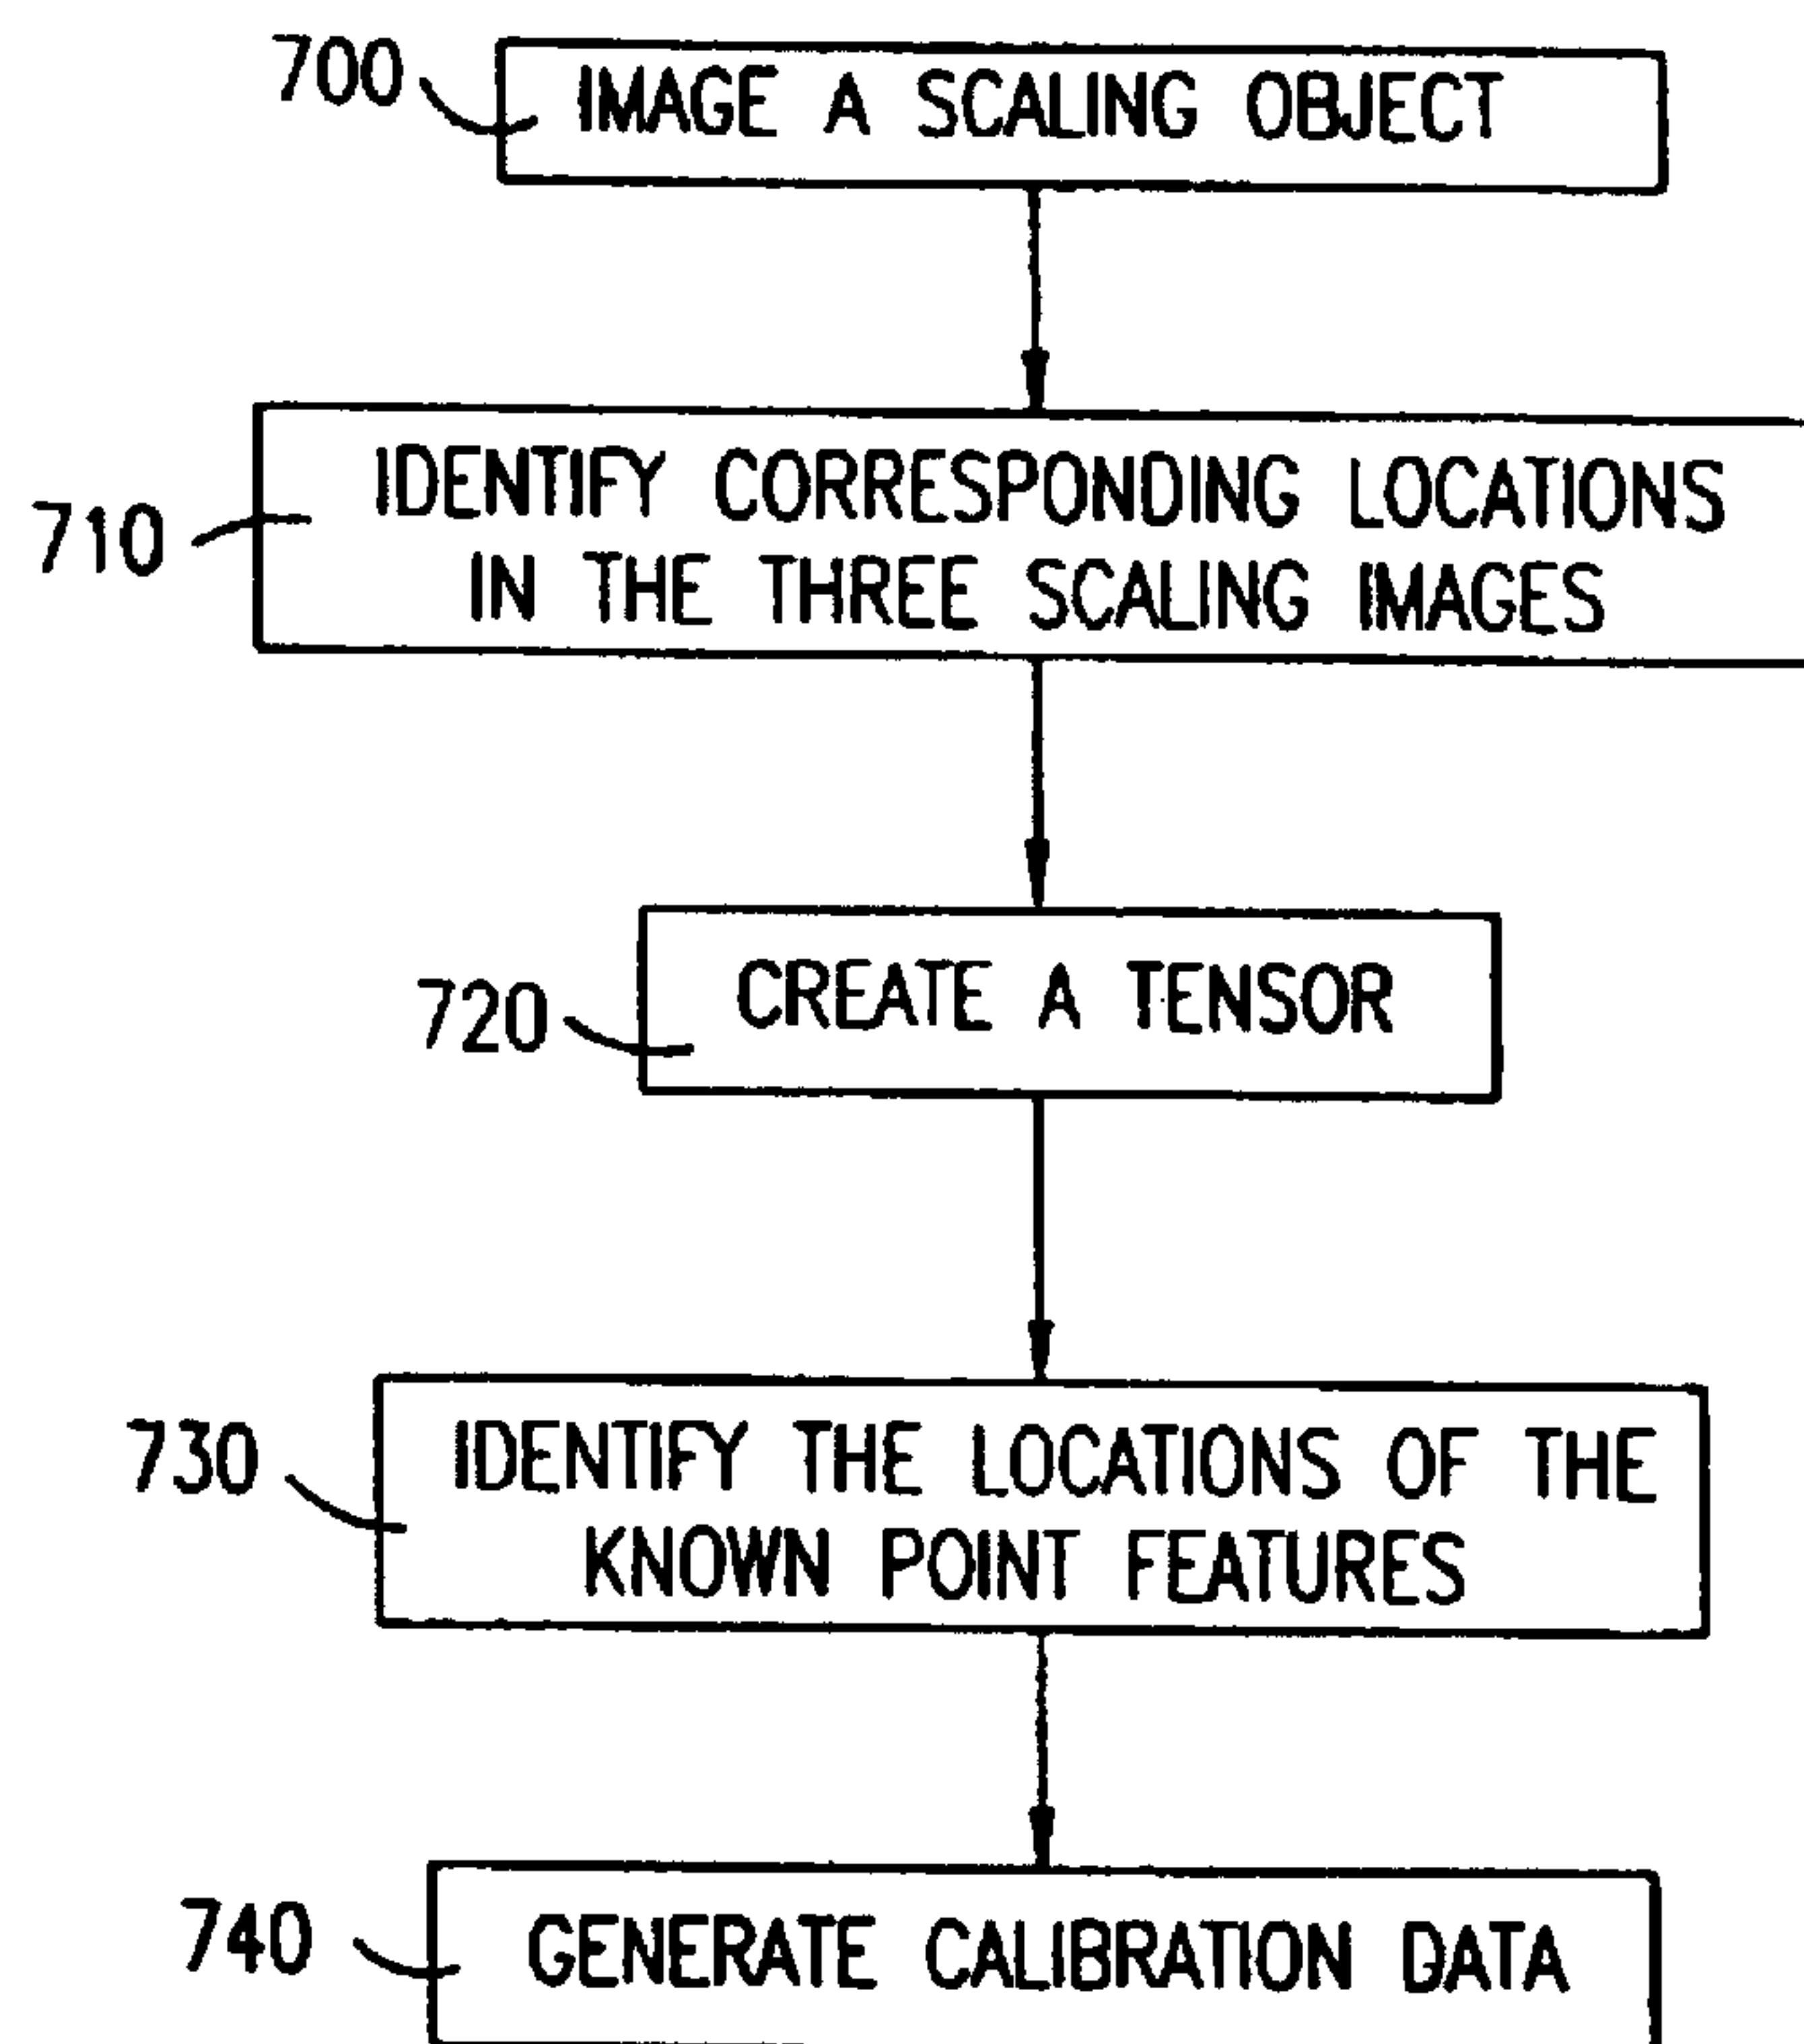 700
IMAGE A SCALING OBJECT
710
IDENTIFY CORRESPONDING LOCATIONS
IN THE THREE SCALING IMAGES
720
CREATE A TENSOR
730
IDENTIFY THE LOCATIONS OF THE
KNOWN POINT FEATURES
740
GENERATE CALIBRATION DATA